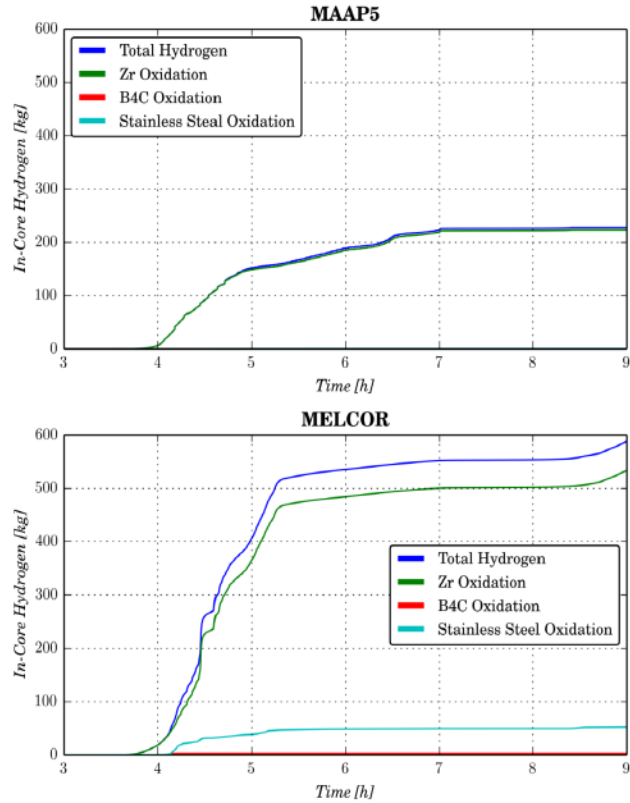 MAAP5
600
500
400
300
200
100
0
In-Core Hydrogen [kg]
Total Hydrogen
Zr Oxidation
B4C Oxidation
Stainless Steal Oxidation
3 4 5 6 7 8 9
Time [h]
MELCOR
600
500
400
300
200
100
0
In-Core Hydrogen [kg]
Total Hydrogen
Zr Oxidation
B4C Oxidation
Stainless Steel Oxidation
3 4 5 6 7 8 9
Time [h]